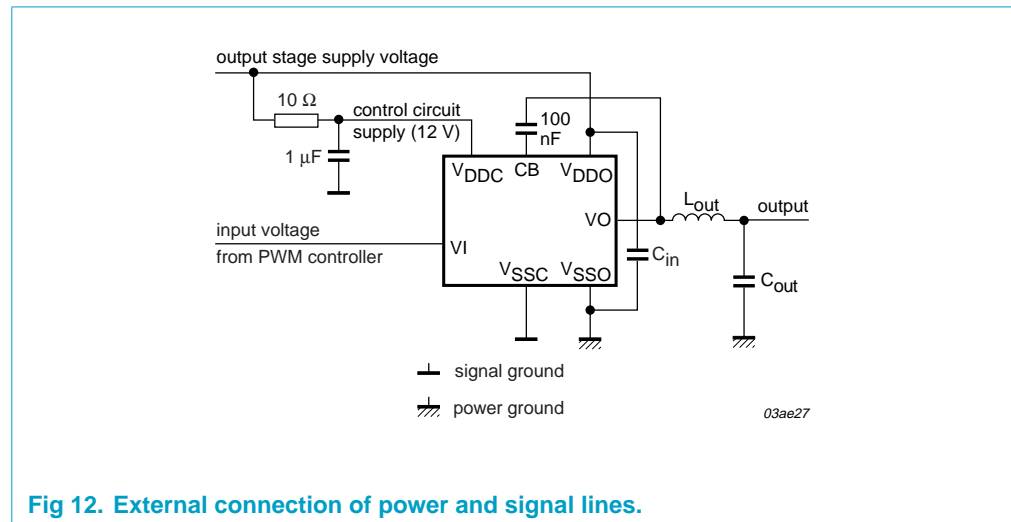 output stage supply voltage
10 Ω
control circuit
supply (12 V)
100
nF
1 μF
VDDC CB VDDO
VO
Lout
output
input voltage
from PWM controller
VI
VSSC VSSO
Cin
Cout
signal ground
power ground
03ae27
Fig 12. External connection of power and signal lines.